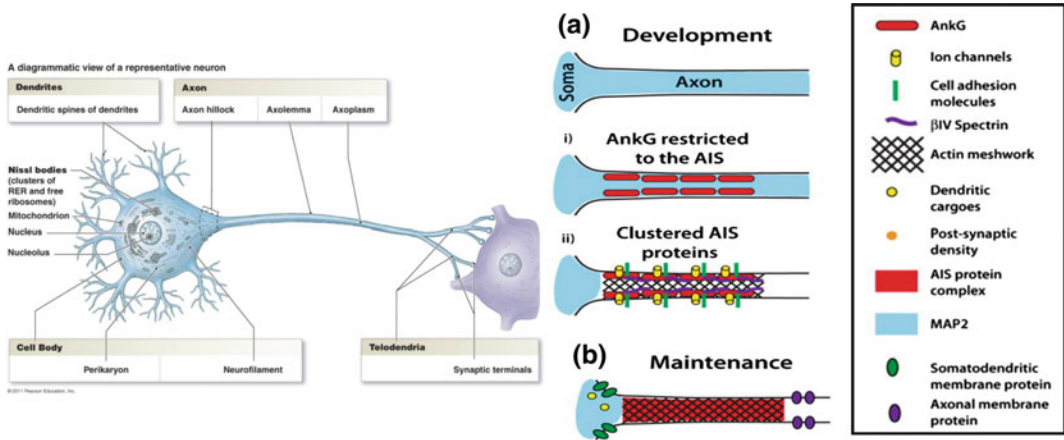 A diagrammatic view of a representative neuron
Dendrites
Dendritic spines of dendrites
Axon
Axon hillock
Axolemma
Axoplasm
Nissl bodies
(clusters of
RER and free
ribosomes)
Mitochondrion
Nucleus
Nucleolus
Cell Body
Perikaryon
Neurofilament
Telodendria
Synaptic terminals
© 2011 Pearson Education, Inc.
(a)
Development
Soma
Axon
i)
AnkG restricted
to the AIS
ii)
Clustered AIS
proteins
(b)
Maintenance
AnkG
Ion channels
Cell adhesion
molecules
βIV Spectrin
Actin meshwork
Dendritic
cargoes
Post-synaptic
density
AIS protein
complex
MAP2
Somatodendritic
membrane protein
Axonal membrane
protein